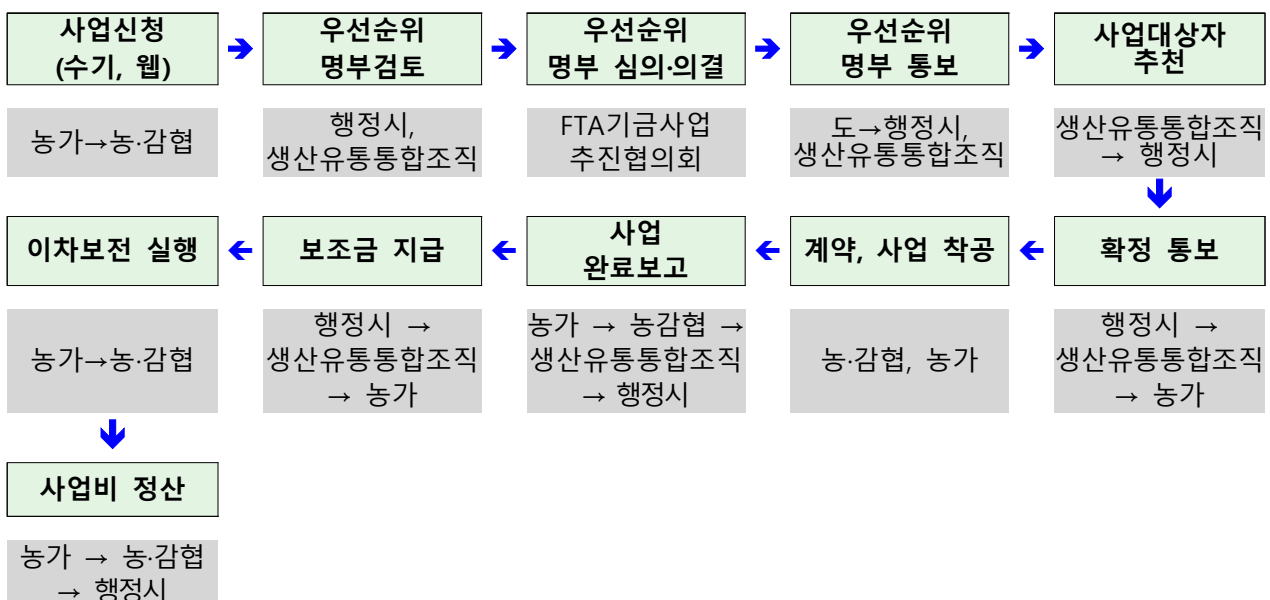 사업신청
(수기, 웹)
우선순위
명부검토
우선순위
명부 심의·의결
우선순위
명부 통보
사업대상자
추천
농가→농·감협
행정시,
생산유통통합조직
FTA기금사업
추진협의회
도→행정시,
생산유통통합조직
생산유통통합조직
→ 행정시
이차보전 실행
보조금 지급
사업
완료보고
계약, 사업 착공
확정 통보
농가→농·감협
행정시 →
생산유통통합조직
→ 농가
농가 → 농감협 →
생산유통통합조직
→ 행정시
농·감협, 농가
행정시 →
생산유통통합조직
→ 농가
사업비 정산
농가 → 농·감협
→ 행정시